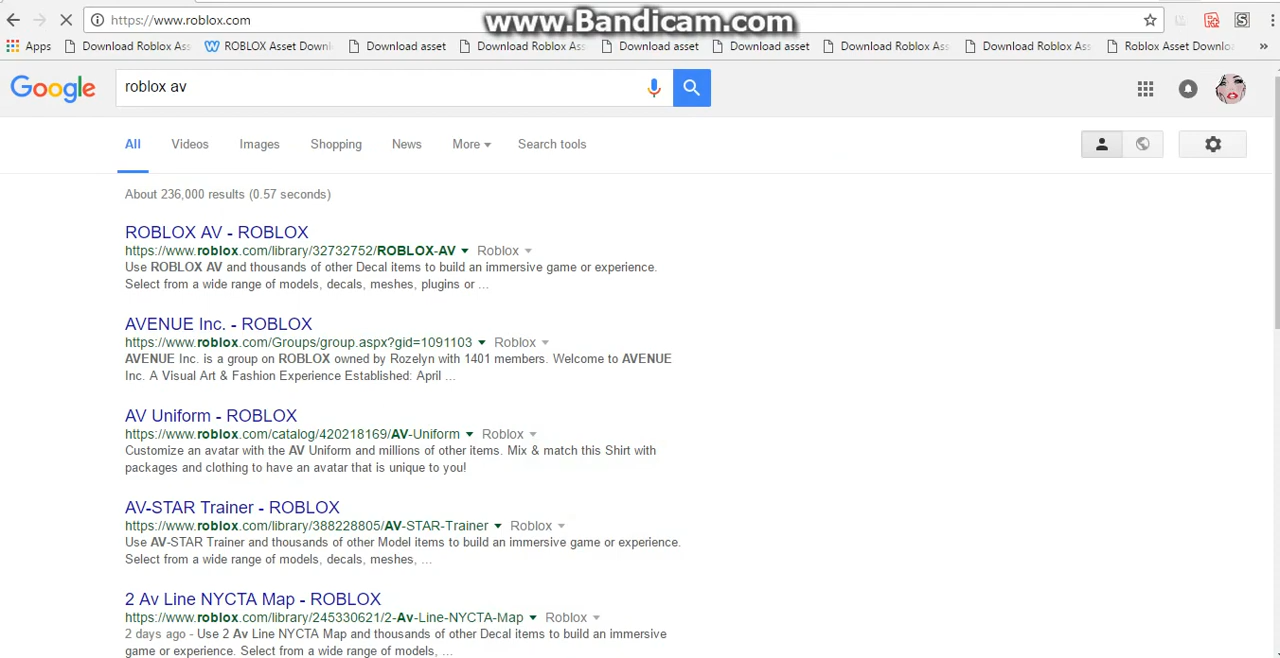 https://www.roblox.com
www.Bandicam.com
Apps Download Roblox Ass ROBLOX Asset Downl Download asset Download Roblox Ass Download asset Download asset Download Roblox Ass Download Roblox Ass Roblox Asset Downlo »
Google roblox av
All Videos Images Shopping News More Search tools
About 236,000 results (0.57 seconds)
ROBLOX AV - ROBLOX
https://www.roblox.com/library/32732752/ROBLOX-AV Roblox
Use ROBLOX AV and thousands of other Decal items to build an immersive game or experience.
Select from a wide range of models, decals, meshes, plugins or ...
AVENUE Inc. - ROBLOX
https://www.roblox.com/Groups/group.aspx?gid=1091103 Roblox
AVENUE Inc. is a group on ROBLOX owned by Rozelyn with 1401 members. Welcome to AVENUE
Inc. A Visual Art & Fashion Experience Established: April ...
AV Uniform - ROBLOX
https://www.roblox.com/catalog/420218169/AV-Uniform Roblox
Customize an avatar with the AV Uniform and millions of other items. Mix & match this Shirt with
packages and clothing to have an avatar that is unique to you!
AV-STAR Trainer - ROBLOX
https://www.roblox.com/library/388228805/AV-STAR-Trainer Roblox
Use AV-STAR Trainer and thousands of other Model items to build an immersive game or experience.
Select from a wide range of models, decals, meshes, ...
2 Av Line NYCTA Map - ROBLOX
https://www.roblox.com/library/245330621/2-Av-Line-NYCTA-Map Roblox
2 days ago - Use 2 Av Line NYCTA Map and thousands of other Decal items to build an immersive
game or experience. Select from a wide range of models, ...